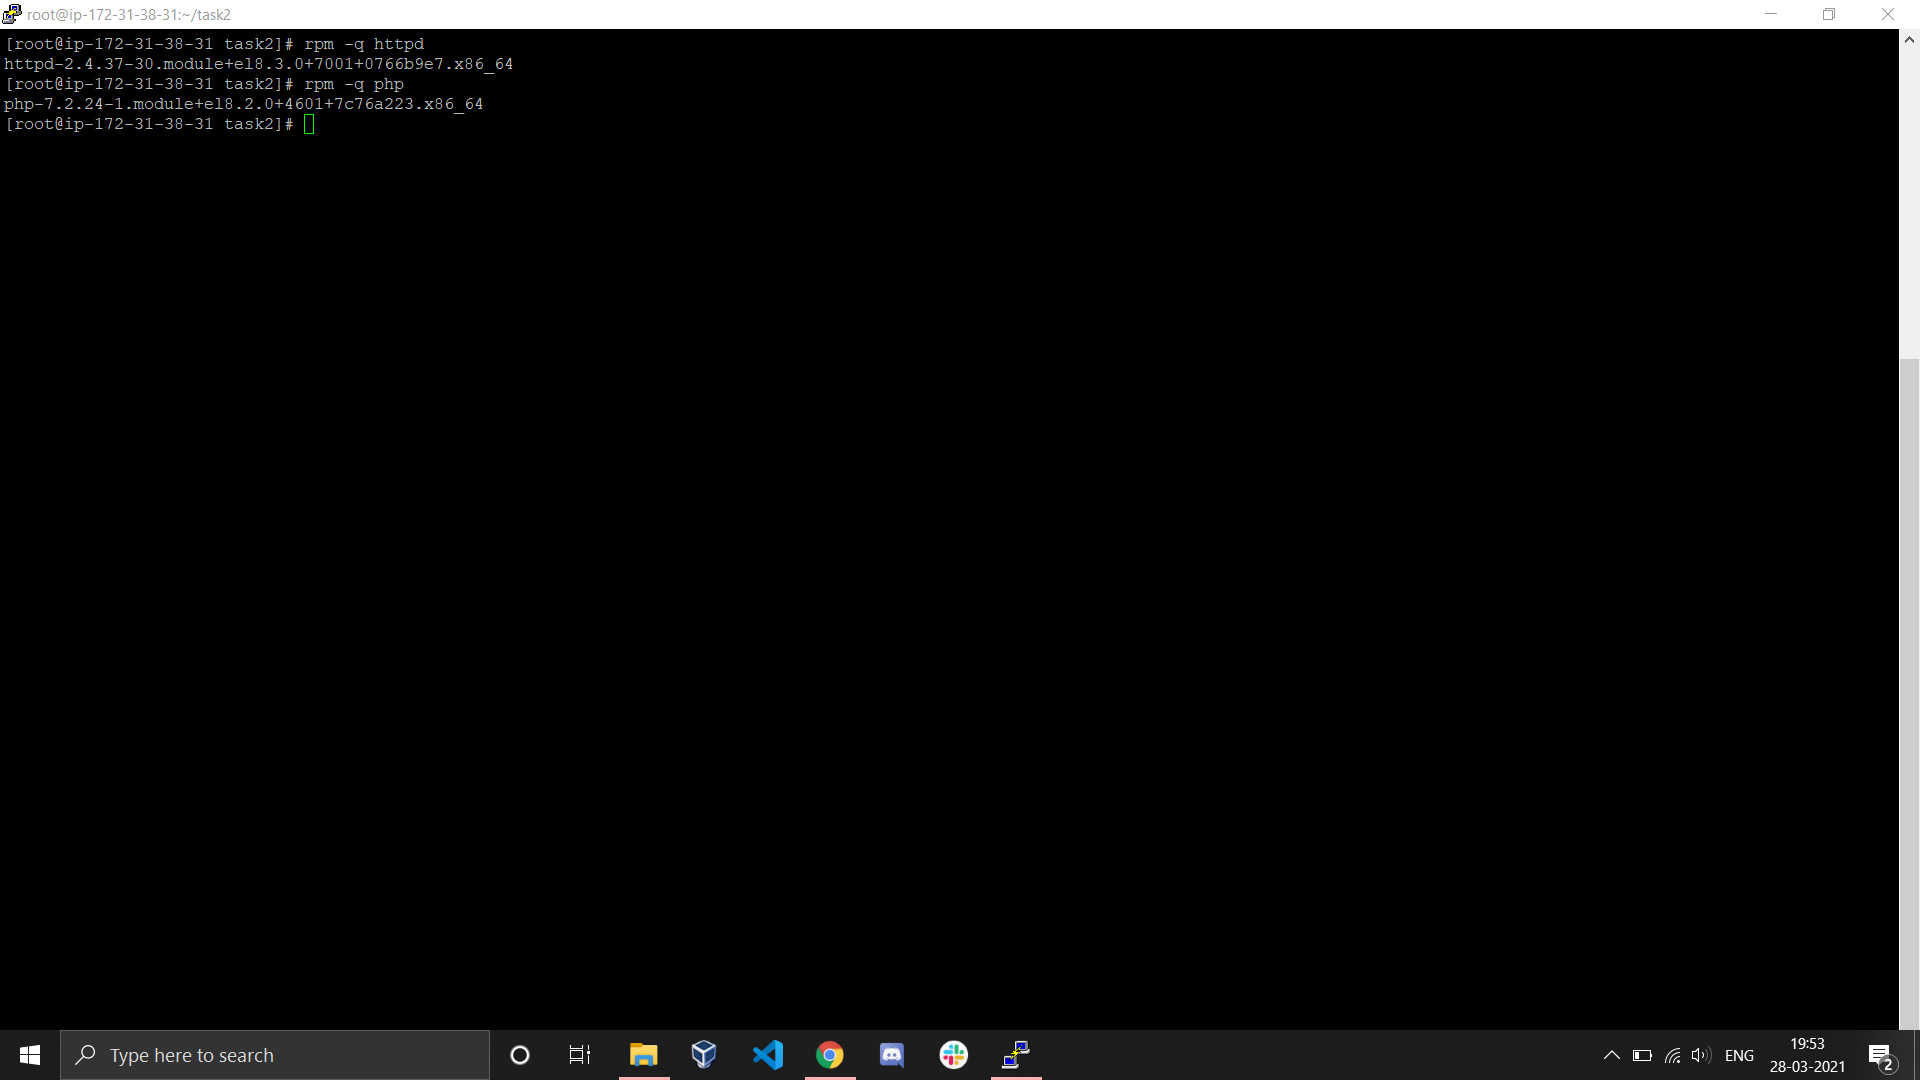 root@ip-172-31-38-31:~/task2
[root@ip-172-31-38-31 task2]# rpm -q httpd
httpd-2.4.37-30.module+el8.3.0+7001+0766b9e7.x86_64
[root@ip-172-31-38-31 task2]# rpm -q php
php-7.2.24-1.module+el8.2.0+4601+7c76a223.x86_64
[root@ip-172-31-38-31 task2]#
Type here to search
ENG
19:53
28-03-2021
2